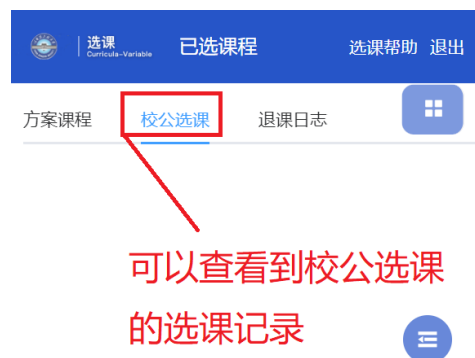 选课
Curricula-Variable
已选课程
选课帮助 退出
方案课程 校公选课 退课日志
可以查看到校公选课
的选课记录